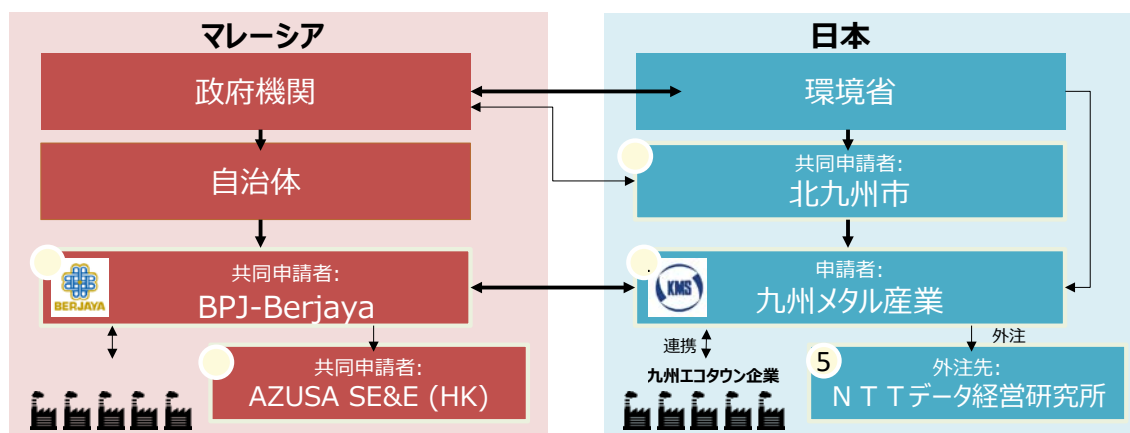 マレーシア
政府機関
自治体
共同申請者:
BERJAYA
BPJ-Berjaya
共同申請者:
AZUSA SE&E (HK)
日本
環境省
共同申請者:
北九州市
.
KMS
申請者:
九州メタル産業
連携
外注
九州エコタウン企業
5
外注先:
ＮＴＴデータ経営研究所